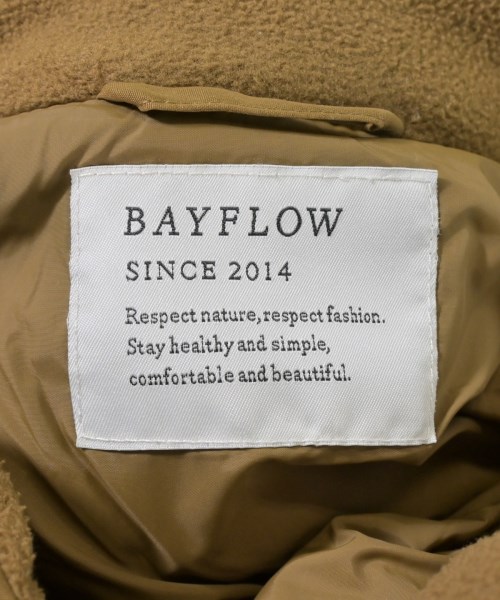 BAYFLOW
SINCE 2014
Respect nature, respect fashion.
Stay healthy and simple,
comfortable and beautiful.